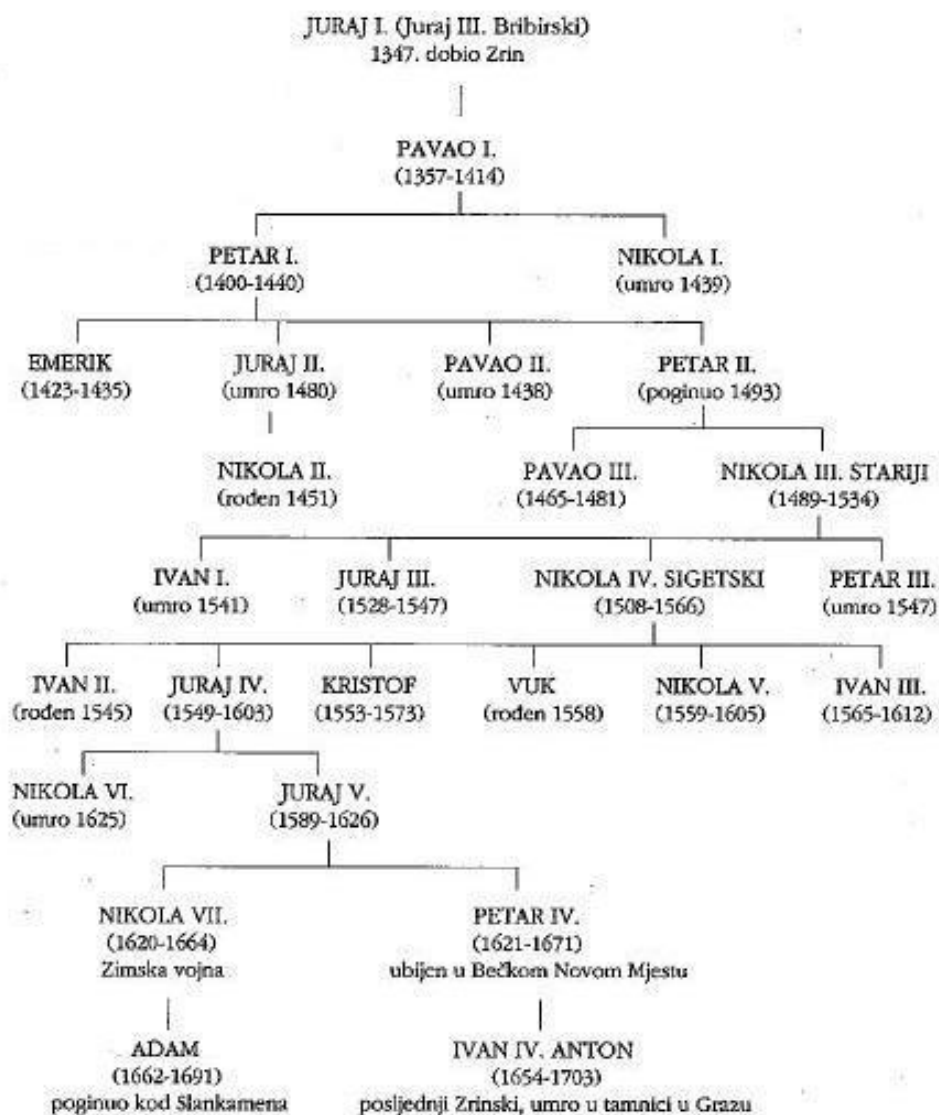 JURAJ I. (Juraj III. Bribirski)
1347. dobio Zrin
PAVAO I.
(1357-1414)
PETAR I.
(1400-1440)
NIKOLA I.
(umro 1439)
EMERIK
(1423-1435)
JURAJ II.
(umro 1480)
PAVAO II.
(umro 1438)
PETAR II.
(poginuo 1493)
NIKOLA II.
(rođen 1451)
PAVAO III.
(1465-1481)
NIKOLA III. STARIJI
(1489-1534)
IVAN I.
(umro 1541)
JURAJ III.
(1528-1547)
NIKOLA IV. SIGETSKI
(1508-1566)
PETAR III.
(umro 1547)
IVAN II.
(rođen 1545)
JURAJ IV.
(1549-1603)
KRISTOF
(1553-1573)
VUK
(rođen 1558)
NIKOLA V.
(1559-1605)
IVAN III.
(1565-1612)
NIKOLA VI.
(umro 1625)
JURAJ V.
(1589-1626)
NIKOLA VII.
(1620-1664)
Zimska vojna
PETAR IV.
(1621-1671)
ubijen u Bečkom Novom Mjestu
ADAM
(1662-1691)
poginuo kod Slankamena
IVAN IV. ANTON
(1654-1703)
posljednji Zrinski, umro u tamnici u Grazu